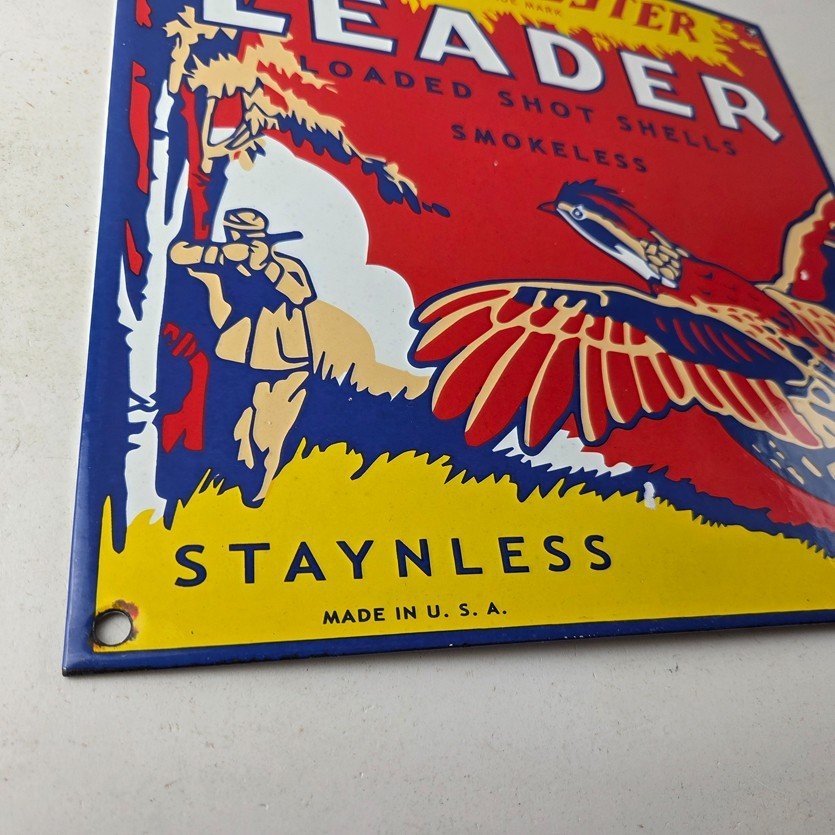 LEADER
LOADED SHOT SHELLS
SMOKELESS
STAYNLESS
MADE IN U. S. A.